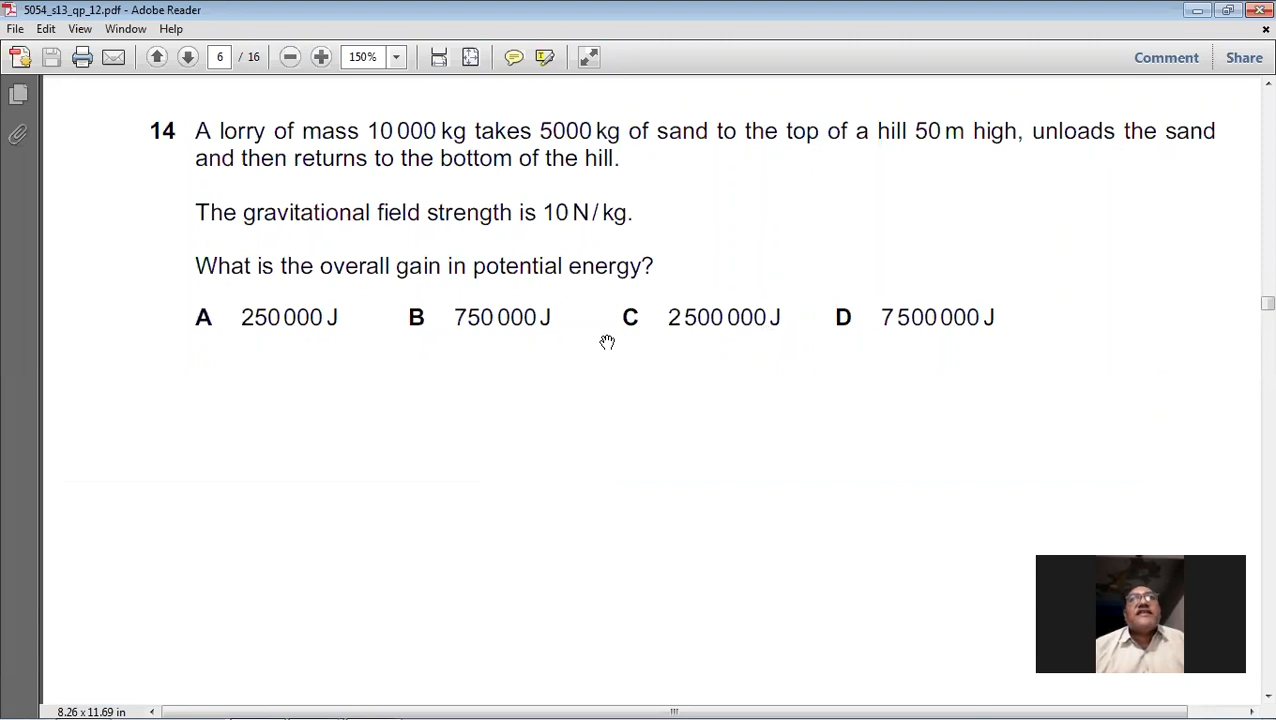 5054_s13_qp_12.pdf - Adobe Reader
File Edit View Window Help
6 / 16 150% Comment Share
14 A lorry of mass 10 000 kg takes 5000 kg of sand to the top of a hill 50 m high, unloads the sand
and then returns to the bottom of the hill.
The gravitational field strength is 10 N / kg.
What is the overall gain in potential energy?
A 250 000 J B 750 000 J C 2 500 000 J D 7 500 000 J
8.26 x 11.69 in